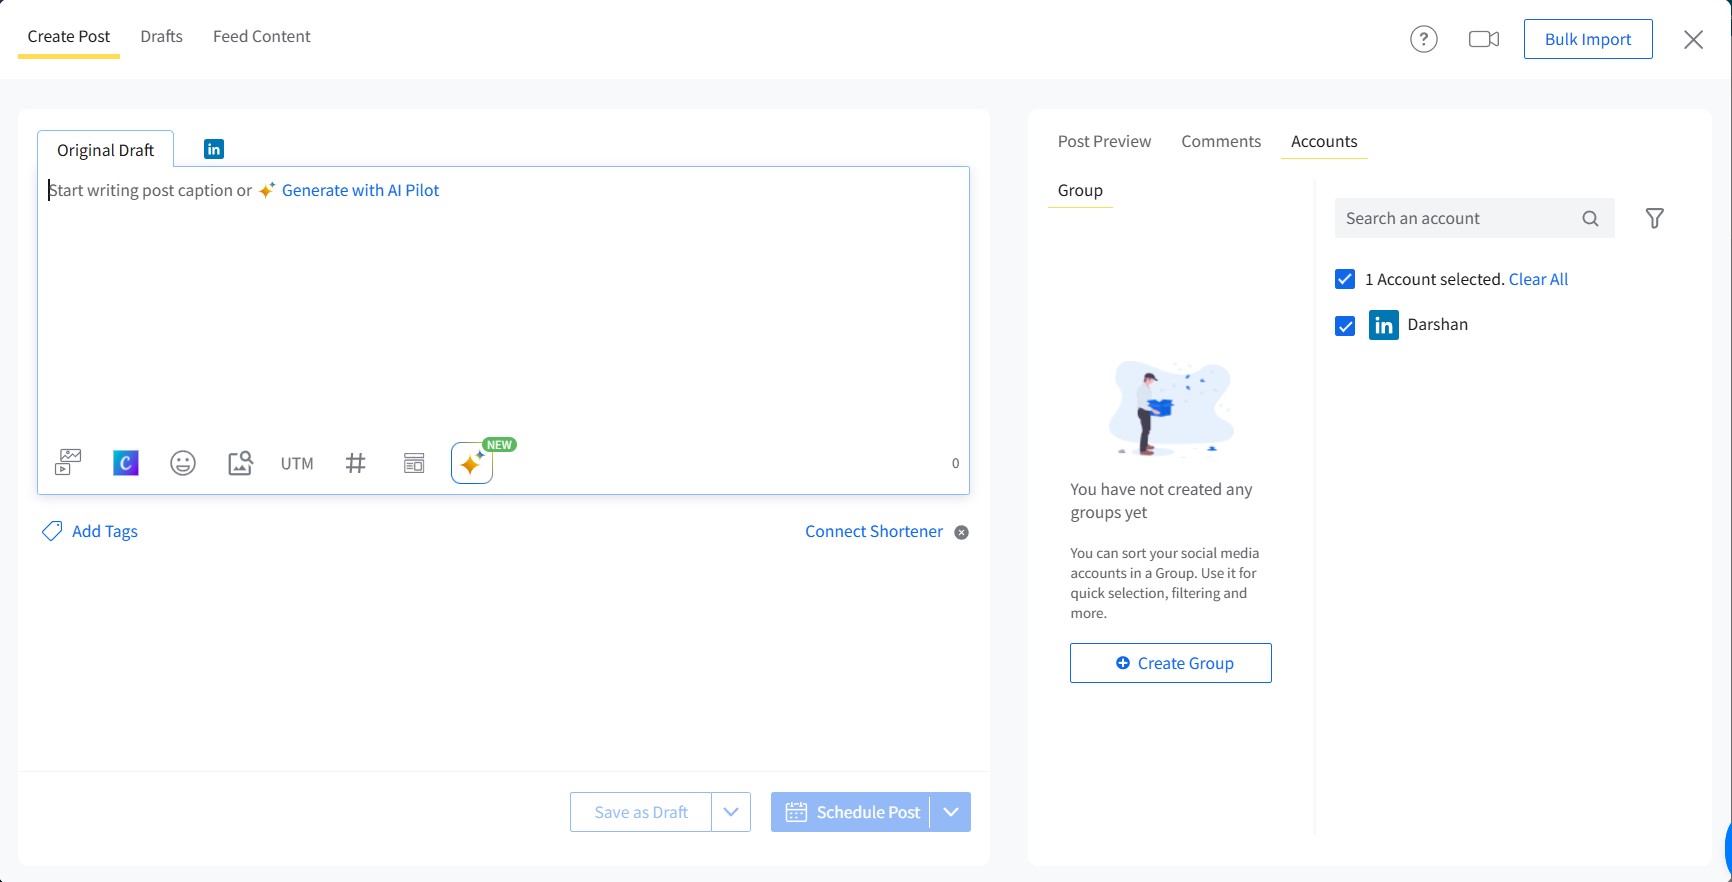 Create Post
Drafts
Feed Content
?
Bulk Import
Original Draft
in
Start writing post caption or Generate with AI Pilot
C
UTM
#
NEW
0
Add Tags
Connect Shortener
Save as Draft
Schedule Post
Post Preview
Comments
Accounts
Group
You have not created any
groups yet
You can sort your social media
accounts in a Group. Use it for
quick selection, filtering and
more.
Create Group
Search an account
1 Account selected. Clear All
in Darshan